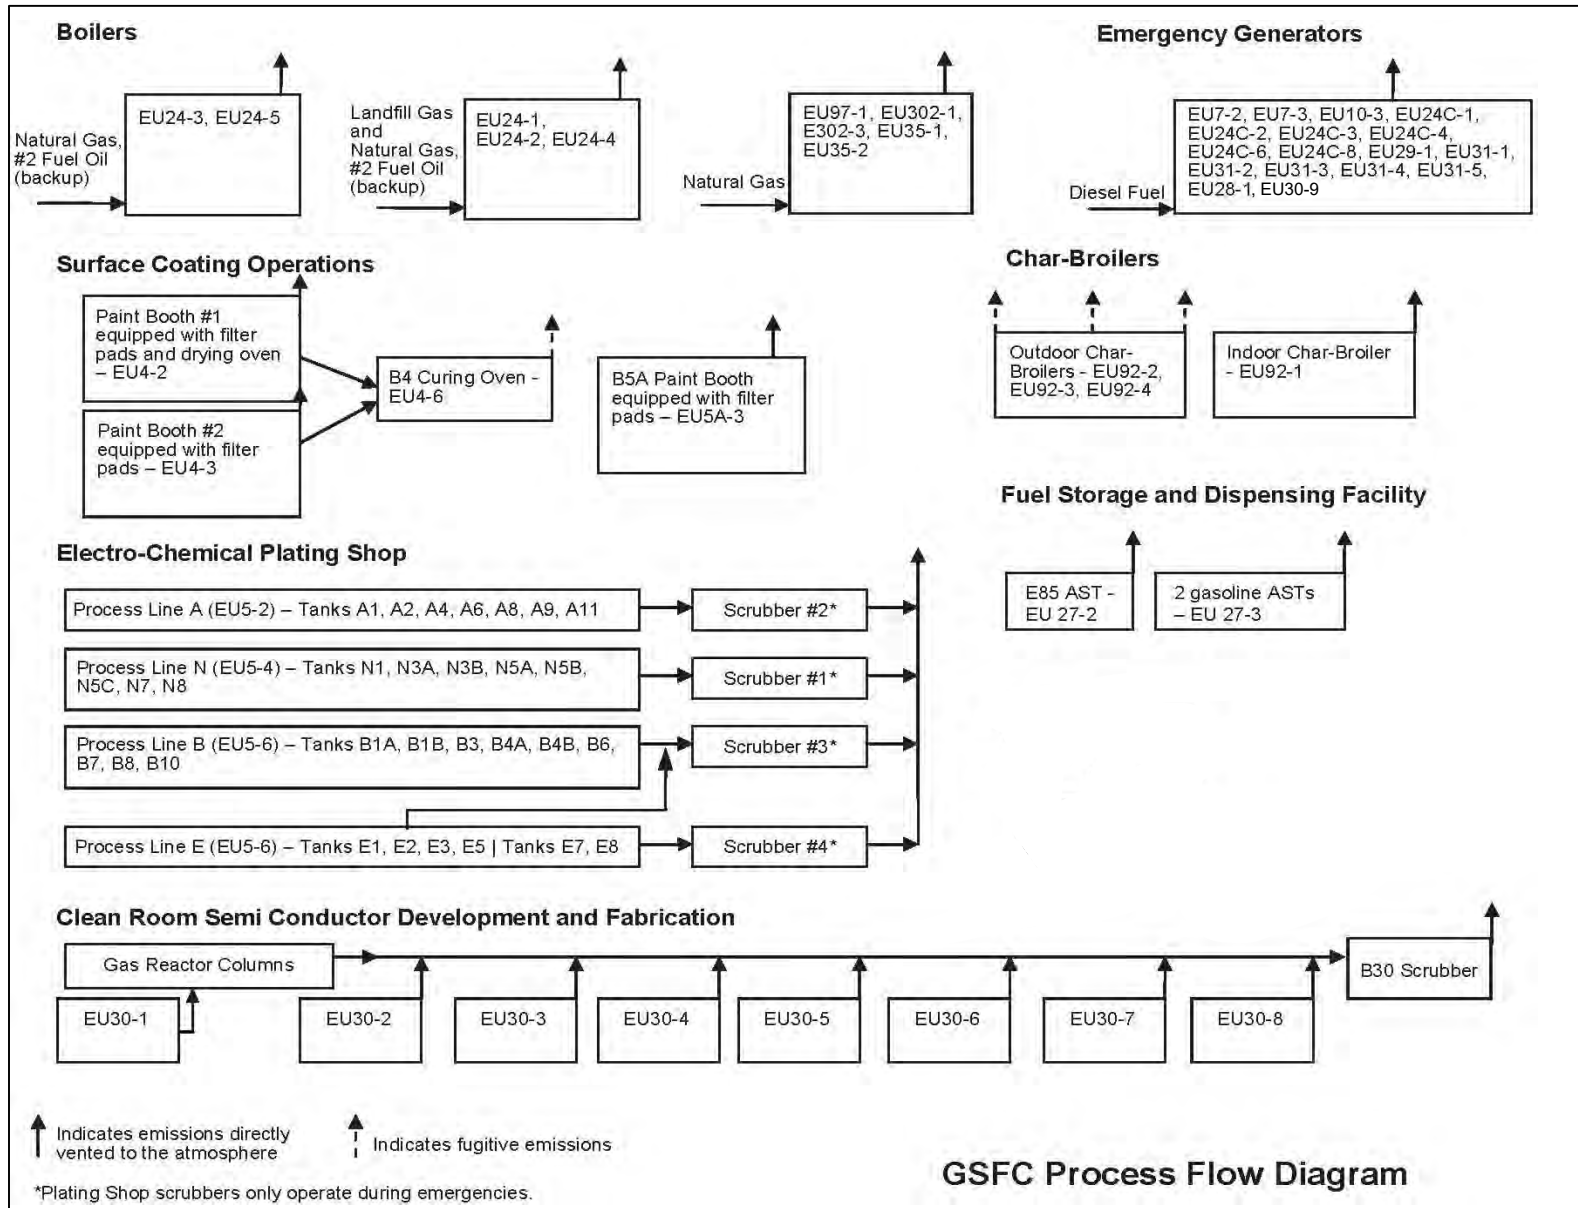 Boilers
Natural Gas,
#2 Fuel Oil
(backup)
EU24-3, EU24-5
Landfill Gas
and
Natural Gas,
#2 Fuel Oil
(backup)
EU24-1,
EU24-2, EU24-4
Natural Gas
EU97-1, EU302-1,
E302-3, EU35-1,
EU35-2
Emergency Generators
Diesel Fuel
EU7-2, EU7-3, EU10-3, EU24C-1,
EU24C-2, EU24C-3, EU24C-4,
EU24C-6, EU24C-8, EU29-1, EU31-1,
EU31-2, EU31-3, EU31-4, EU31-5,
EU28-1, EU30-9
Surface Coating Operations
Paint Booth #1
equipped with filter
pads and drying oven
– EU4-2
Paint Booth #2
equipped with filter
pads – EU4-3
B4 Curing Oven -
EU4-6
B5A Paint Booth
equipped with filter
pads – EU5A-3
Char-Broilers
Outdoor Char-
Broilers - EU92-2,
EU92-3, EU92-4
Indoor Char-Broiler
- EU92-1
Fuel Storage and Dispensing Facility
E85 AST -
EU 27-2
2 gasoline ASTs
– EU 27-3
Electro-Chemical Plating Shop
Process Line A (EU5-2) – Tanks A1, A2, A4, A6, A8, A9, A11
Scrubber #2*
Process Line N (EU5-4) – Tanks N1, N3A, N3B, N5A, N5B,
N5C, N7, N8
Scrubber #1*
Process Line B (EU5-6) – Tanks B1A, B1B, B3, B4A, B4B, B6,
B7, B8, B10
Scrubber #3*
Process Line E (EU5-6) – Tanks E1, E2, E3, E5 | Tanks E7, E8
Scrubber #4*
Clean Room Semi Conductor Development and Fabrication
Gas Reactor Columns
B30 Scrubber
EU30-1
EU30-2
EU30-3
EU30-4
EU30-5
EU30-6
EU30-7
EU30-8
Indicates emissions directly
vented to the atmosphere
Indicates fugitive emissions
*Plating Shop scrubbers only operate during emergencies.
GSFC Process Flow Diagram